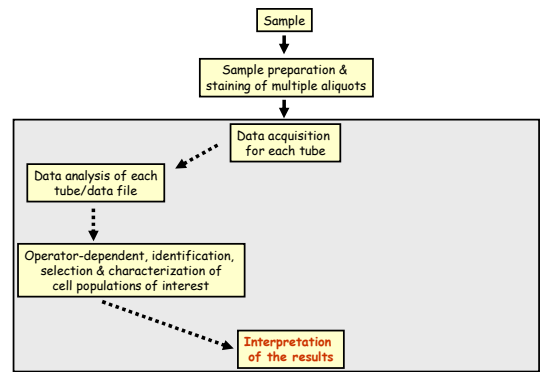 Sample
Sample preparation &
staining of multiple aliquots
Data acquisition
for each tube
Data analysis of each
tube/data file
Operator-dependent, identification,
selection & characterization of
cell populations of interest
Interpretation
of the results